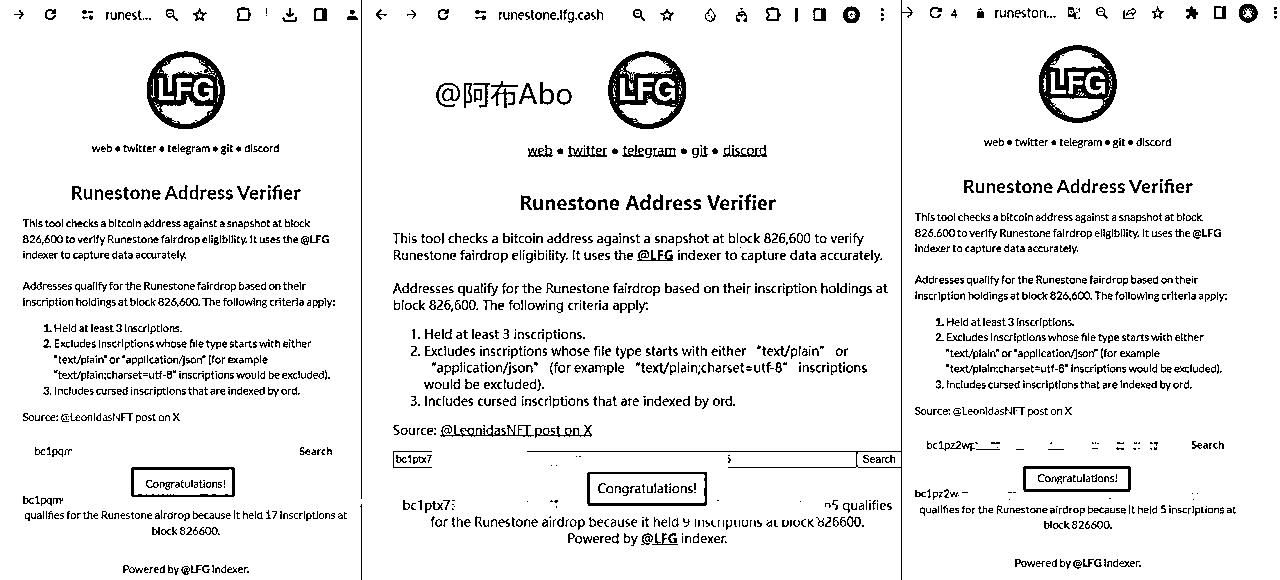 runest...
LFG
web • twitter • telegram • git • discord
Runestone Address Verifier
This tool checks a bitcoin address against a snapshot at block
826,600 to verify Runestone fairdrop eligibility. It uses the @LFG
indexer to capture data accurately.
Addresses qualify for the Runestone fairdrop based on their
inscription holdings at block 826,600. The following criteria apply:
1. Held at least 3 inscriptions.
2. Excludes inscriptions whose file type starts with either
"text/plain" or "application/json" (for example
"text/plain;charset=utf-8" inscriptions would be excluded).
3. Includes cursed inscriptions that are indexed by ord.
Source: @LeonidasNFT post on X
bc1pqm Search
Congratulations!
bc1pqm
qualifies for the Runestone airdrop because it held 17 inscriptions at
block 826600.
Powered by @LFG indexer.
runestone.lfg.cash
@阿布Abo
LFG
web • twitter • telegram • git • discord
Runestone Address Verifier
This tool checks a bitcoin address against a snapshot at block 826,600 to verify
Runestone fairdrop eligibility. It uses the @LFG indexer to capture data accurately.
Addresses qualify for the Runestone fairdrop based on their inscription holdings at
block 826,600. The following criteria apply:
1. Held at least 3 inscriptions.
2. Excludes inscriptions whose file type starts with either "text/plain" or
"application/json" (for example "text/plain;charset=utf-8" inscriptions
would be excluded).
3. Includes cursed inscriptions that are indexed by ord.
Source: @LeonidasNFT post on X
bc1ptx7 Search
Congratulations!
bc1ptx7 n5 qualifies
for the Runestone airdrop because it held 9 inscriptions at block 826600.
Powered by @LFG indexer.
4 runeston...
LFG
web • twitter • telegram • git • discord
Runestone Address Verifier
This tool checks a bitcoin address against a snapshot at block
826,600 to verify Runestone fairdrop eligibility. It uses the @LFG
indexer to capture data accurately.
Addresses qualify for the Runestone fairdrop based on their
inscription holdings at block 826,600. The following criteria apply:
1. Held at least 3 inscriptions.
2. Excludes inscriptions whose file type starts with either
"text/plain" or "application/json" (for example
"text/plain;charset=utf-8" inscriptions would be excluded).
3. Includes cursed inscriptions that are indexed by ord.
Source: @LeonidasNFT post on X
bc1pz2wp Search
Congratulations!
bc1pz2w
qualifies for the Runestone airdrop because it held 5 inscriptions at
block 826600.
Powered by @LFG indexer.